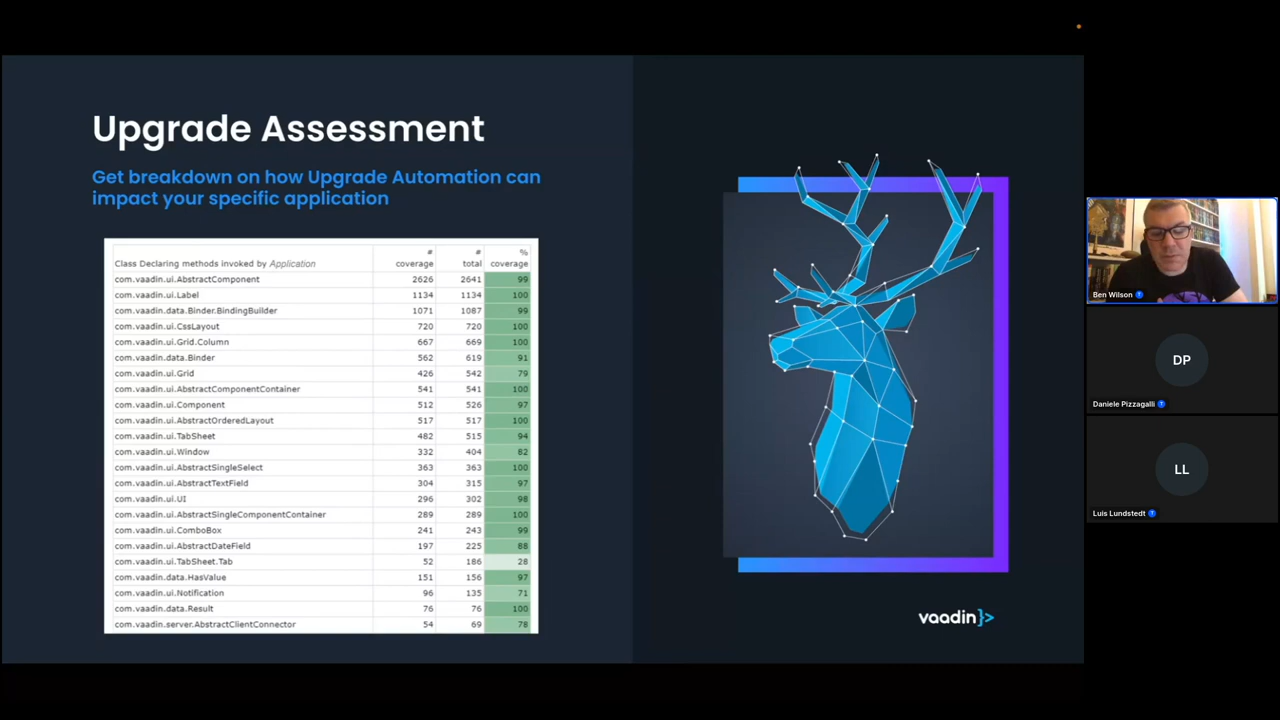 Upgrade Assessment
Get breakdown on how Upgrade Automation can
impact your specific application
Class Declaring methods invoked by Application # coverage # total % coverage
com.vaadin.ui.AbstractComponent 2626 2641 99
com.vaadin.ui.Label 1134 1134 100
com.vaadin.data.Binder.BindingBuilder 1071 1087 99
com.vaadin.ui.CssLayout 720 720 100
com.vaadin.ui.Grid.Column 667 669 100
com.vaadin.data.Binder 562 619 91
com.vaadin.ui.Grid 426 542 79
com.vaadin.ui.AbstractComponentContainer 541 541 100
com.vaadin.ui.Component 512 526 97
com.vaadin.ui.AbstractOrderedLayout 517 517 100
com.vaadin.ui.TabSheet 482 515 94
com.vaadin.ui.Window 332 404 82
com.vaadin.ui.AbstractSingleSelect 363 363 100
com.vaadin.ui.AbstractTextField 304 315 97
com.vaadin.ui.UI 296 302 98
com.vaadin.ui.AbstractSingleComponentContainer 289 289 100
com.vaadin.ui.ComboBox 241 243 99
com.vaadin.ui.AbstractDateField 197 225 88
com.vaadin.ui.TabSheet.Tab 52 186 28
com.vaadin.data.HasValue 151 156 97
com.vaadin.ui.Notification 96 135 71
com.vaadin.data.Result 76 76 100
com.vaadin.server.AbstractClientConnector 54 69 78
vaadin}>
Ben Wilson
DP
Daniele Pizzagalli
LL
Luis Lundstedt